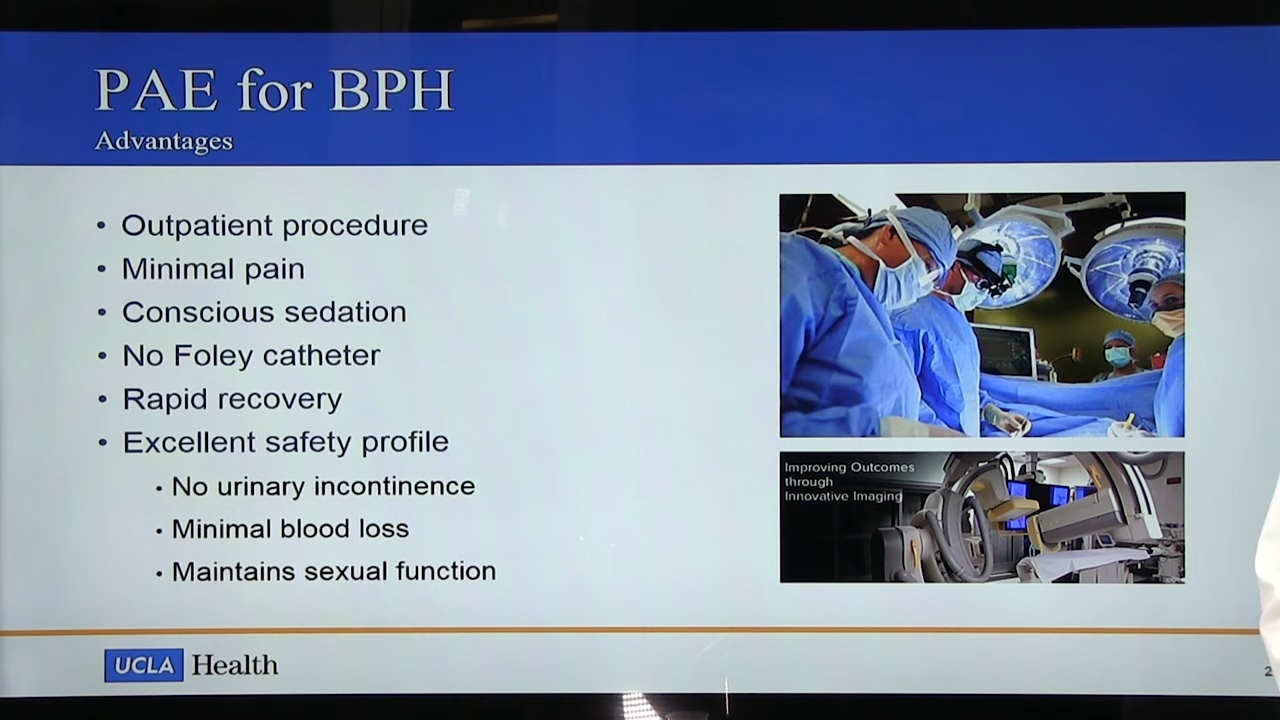 PAE for BPH
Advantages
• Outpatient procedure
• Minimal pain
• Conscious sedation
• No Foley catheter
• Rapid recovery
• Excellent safety profile
• No urinary incontinence
• Minimal blood loss
• Maintains sexual function
Improving Outcomes
through
Innovative Imaging
UCLA Health